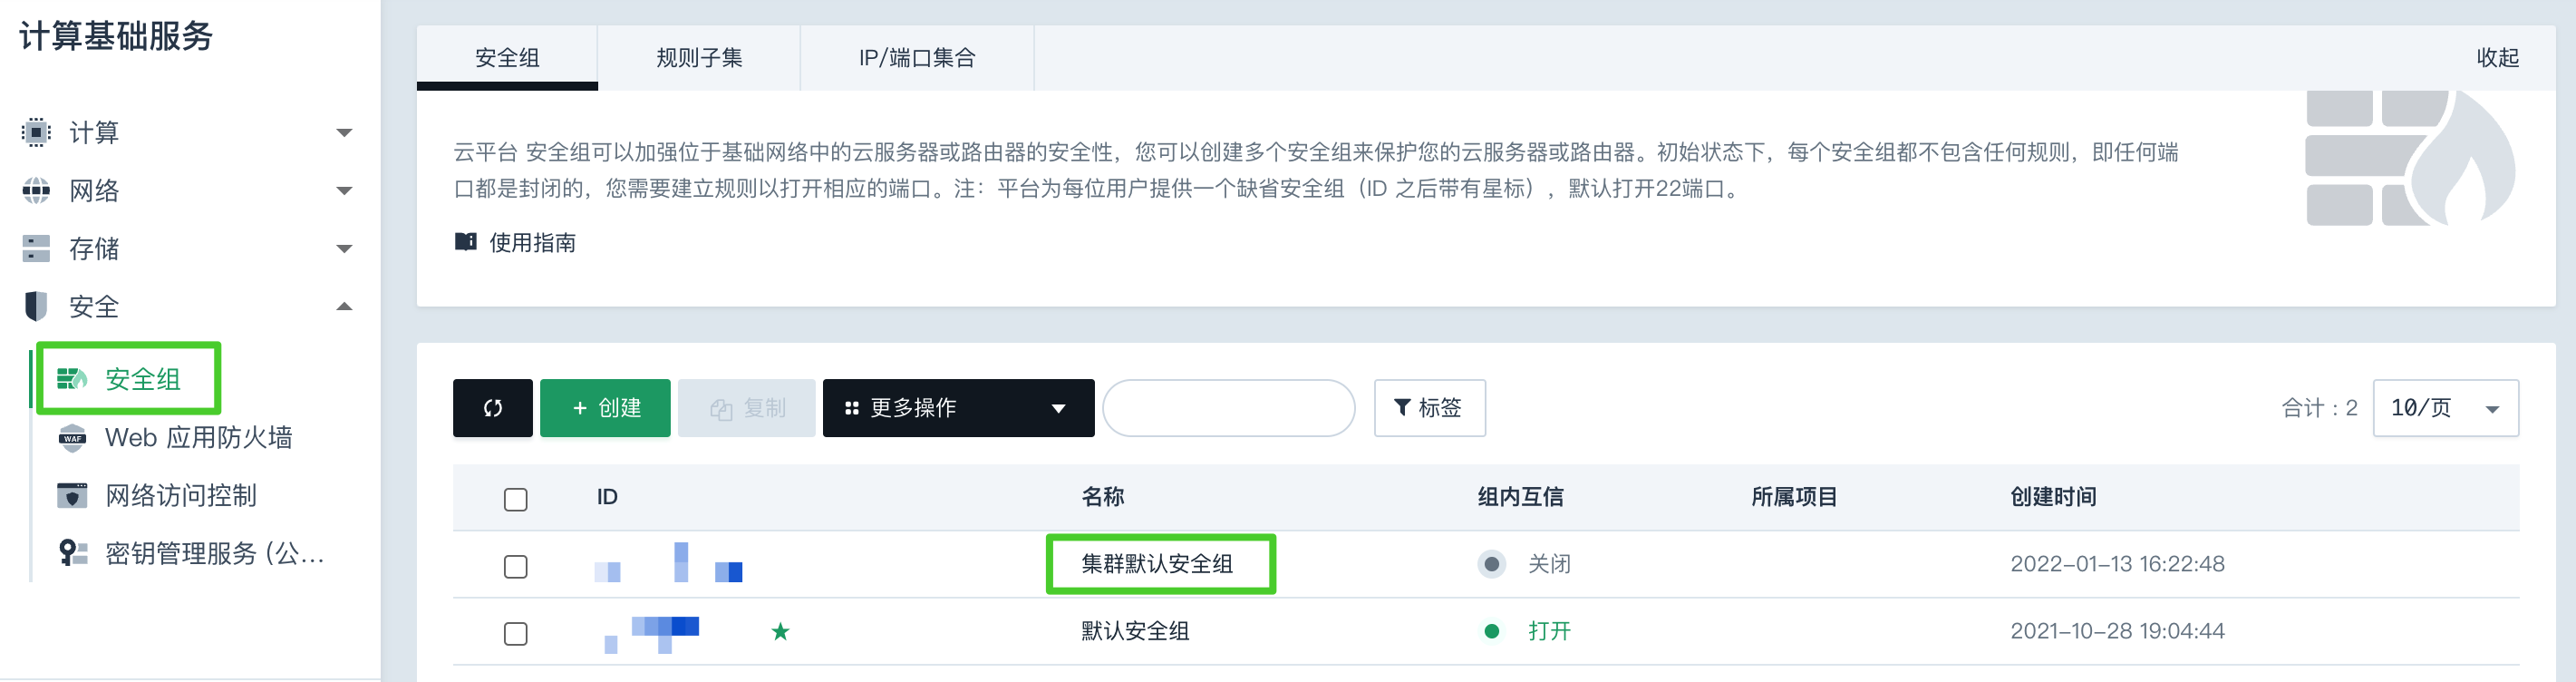 计算基础服务
计算
网络
存储
安全
安全组
Web 应用防火墙
网络访问控制
密钥管理服务 (公...
安全组
规则子集
IP/端口集合
收起
云平台 安全组可以加强位于基础网络中的云服务器或路由器的安全性，您可以创建多个安全组来保护您的云服务器或路由器。初始状态下，每个安全组都不包含任何规则，即任何端
口都是封闭的，您需要建立规则以打开相应的端口。注：平台为每位用户提供一个缺省安全组（ID 之后带有星标），默认打开22端口。
使用指南
+ 创建
复制
更多操作
标签
合计：2
10/页
ID 名称 组内互信 所属项目 创建时间
集群默认安全组 关闭 2022-01-13 16:22:48
默认安全组 打开 2021-10-28 19:04:44